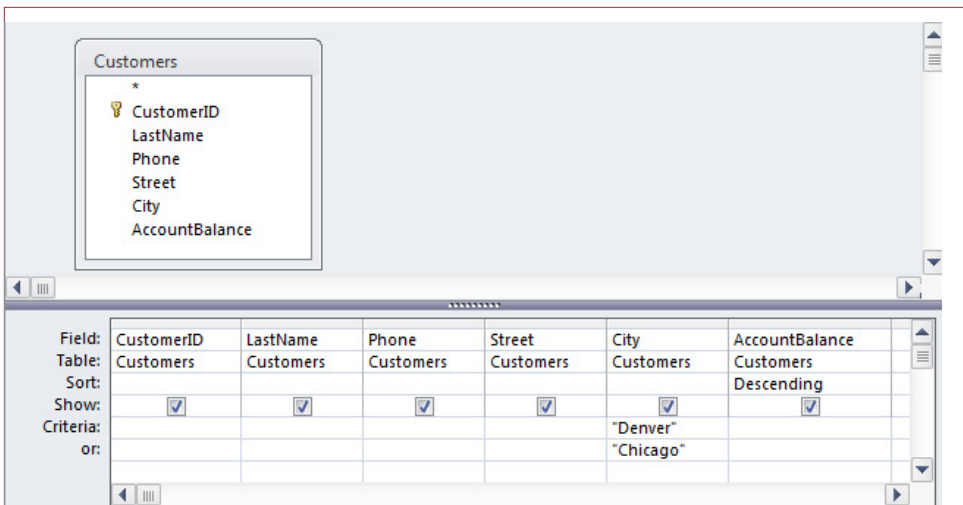 Customers
*
CustomerID
LastName
Phone
Street
City
AccountBalance
Field: CustomerID LastName Phone Street City AccountBalance
Table: Customers Customers Customers Customers Customers Customers
Sort: Descending
Show:
Criteria: "Denver"
or: "Chicago"